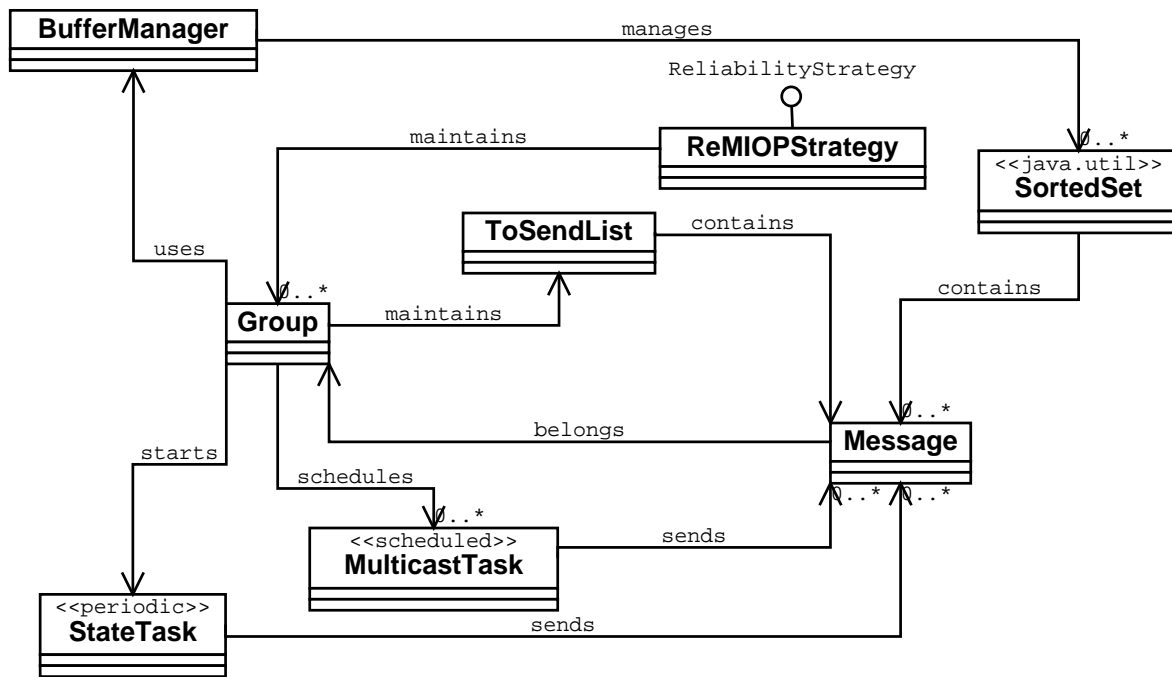 BufferManager
manages
ReliabilityStrategy
maintains
ReMIOPStrategy
0..*
<<java.util>>
SortedSet
ToSendList
contains
uses
0..*
contains
Group
maintains
0..*
belongs
Message
starts
schedules
0..*
0..*
0..*
<<scheduled>>
sends
MulticastTask
<<periodic>>
StateTask
sends